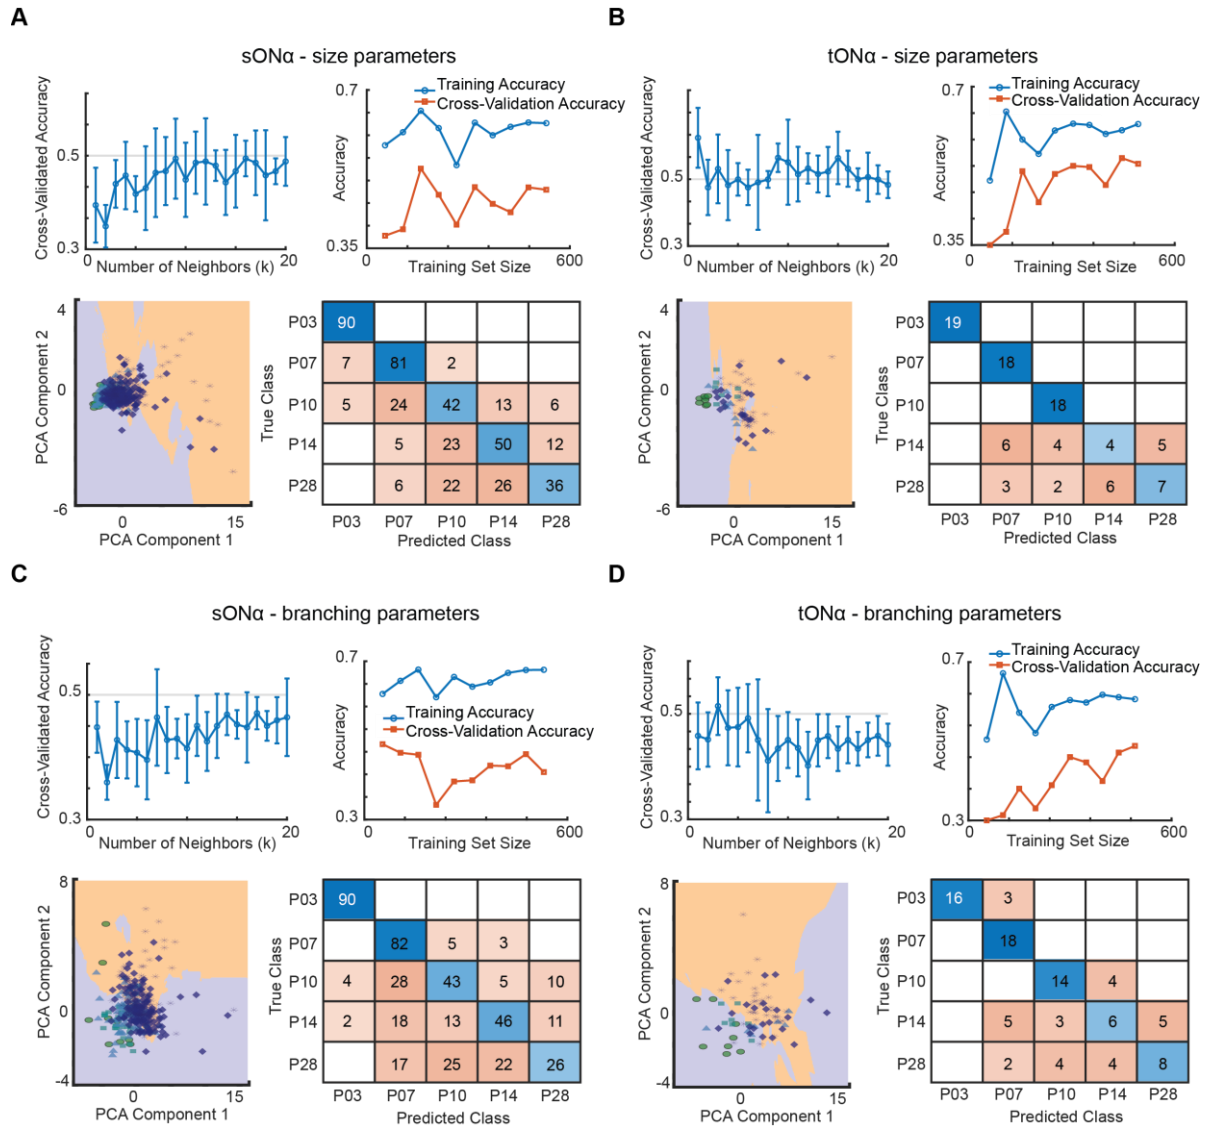 A
sONα - size parameters
Cross-Validated Accuracy
0.5
0.3
0
20
Number of Neighbors (k)
0.7
Training Accuracy
Cross-Validation Accuracy
Accuracy
0.35
0
600
Training Set Size
4
0
-6
PCA Component 2
0
15
PCA Component 1
True Class
P03 90
P07 7 81 2
P10 5 24 42 13 6
P14 5 23 50 12
P28 6 22 26 36
P03 P07 P10 P14 P28
Predicted Class
B
tONα - size parameters
Cross-Validated Accuracy
0.5
0.3
0
20
Number of Neighbors (k)
0.7
Training Accuracy
Cross-Validation Accuracy
Accuracy
0.35
0
600
Training Set Size
4
0
-6
PCA Component 2
0
15
PCA Component 1
True Class
P03 19
P07 18
P10 18
P14 6 4 4 5
P28 3 2 6 7
P03 P07 P10 P14 P28
Predicted Class
C
sONα - branching parameters
Cross-Validated Accuracy
0.5
0.3
0
20
Number of Neighbors (k)
0.7
Training Accuracy
Cross-Validation Accuracy
Accuracy
0.3
0
600
Training Set Size
8
0
-4
PCA Component 2
0
15
PCA Component 1
True Class
P03 90
P07 82 5 3
P10 4 28 43 5 10
P14 2 18 13 46 11
P28 17 25 22 26
P03 P07 P10 P14 P28
Predicted Class
D
tONα - branching parameters
Cross-Validated Accuracy
0.5
0.3
0
20
Number of Neighbors (k)
0.7
Training Accuracy
Cross-Validation Accuracy
Accuracy
0.3
0
600
Training Set Size
8
0
-4
PCA Component 2
0
15
PCA Component 1
True Class
P03 16 3
P07 18
P10 14 4
P14 5 3 6 5
P28 2 4 4 8
P03 P07 P10 P14 P28
Predicted Class